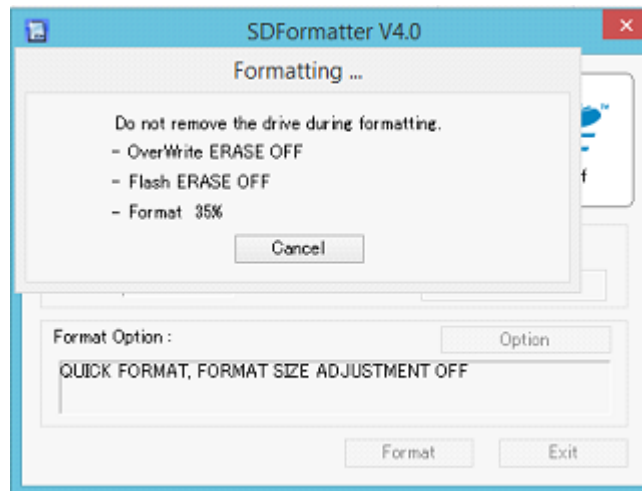 SDFormatter V4.0
Formatting ...
Do not remove the drive during formatting.
- OverWrite ERASE OFF
- Flash ERASE OFF
- Format 35%
Cancel
Format Option :
Option
QUICK FORMAT, FORMAT SIZE ADJUSTMENT OFF
Format
Exit